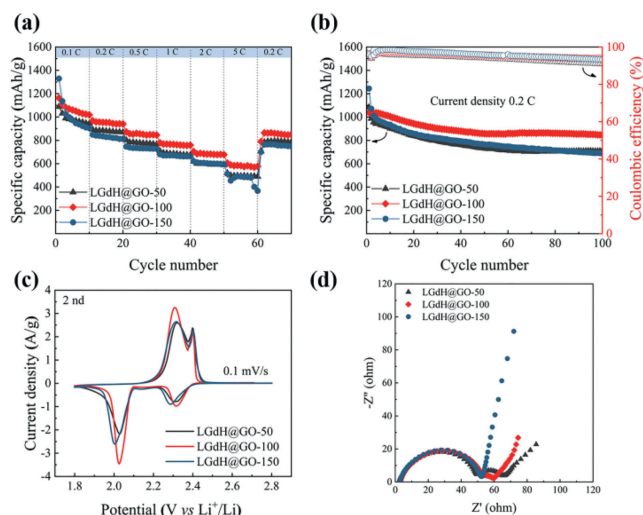 (a)
0.1 C 0.2 C 0.5 C 1 C 2 C 5 C 0.2 C
1600
1400
1200
1000
800
600
400
200
0 10 20 30 40 50 60
Specific capacity (mAh/g)
LGdH@GO-50
LGdH@GO-100
LGdH@GO-150
Cycle number
(b)
1600
1400
1200
1000
800
600
400
200
0 20 40 60 80 100
100
80
60
40
20
0
Specific capacity (mAh/g)
Coulombic efficiency (%)
Current density 0.2 C
LGdH@GO-50
LGdH@GO-100
LGdH@GO-150
Cycle number
(c)
2 nd
0.1 mV/s
5
4
3
2
1
0
-1
-2
-3
-4
1.8 2.0 2.2 2.4 2.6 2.8
Current density (A/g)
LGdH@GO-50
LGdH@GO-100
LGdH@GO-150
Potential (V vs Li⁺/Li)
(d)
120
100
80
60
40
20
0
0 20 40 60 80 100 120
-Z" (ohm)
LGdH@GO-50
LGdH@GO-100
LGdH@GO-150
Z' (ohm)